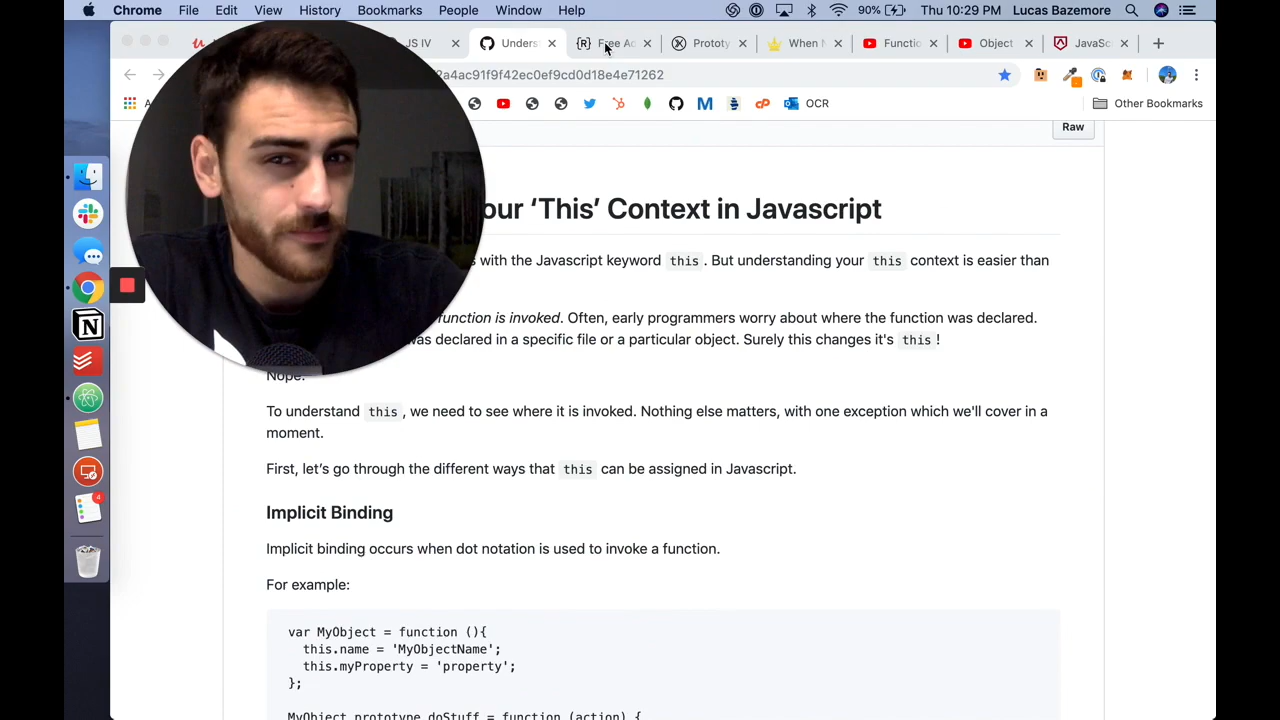 Chrome File Edit View History Bookmarks People Window Help 90% Thu 10:29 PM Lucas Bazemore
JS IV Unders Free Ad Prototy When M Functio Object JavaSc
2a4ac91f9f42ec0ef9cd0d18e4e71262
OCR Other Bookmarks
Raw
our ‘This’ Context in Javascript
with the Javascript keyword this . But understanding your this context is easier than
function is invoked. Often, early programmers worry about where the function was declared.
was declared in a specific file or a particular object. Surely this changes it's this !
Nope.
To understand this , we need to see where it is invoked. Nothing else matters, with one exception which we'll cover in a
moment.
First, let’s go through the different ways that this can be assigned in Javascript.
4
Implicit Binding
Implicit binding occurs when dot notation is used to invoke a function.
For example:
var MyObject = function (){
this.name = 'MyObjectName';
this.myProperty = 'property';
};
MyObject.prototype.doStuff = function (action) {